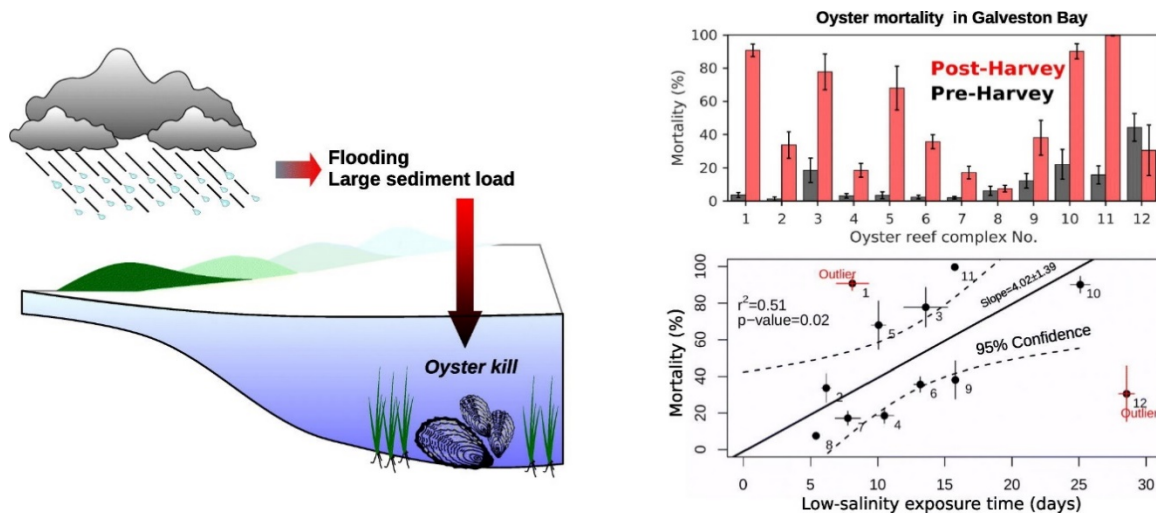 Flooding
Large sediment load
Oyster kill
Oyster mortality in Galveston Bay
Post-Harvey
Pre-Harvey
Mortality (%)
100
80
60
40
20
0
1 2 3 4 5 6 7 8 9 10 11 12
Oyster reef complex No.
Outlier
1
11
Slope=4.02±1.39
10
r²=0.51
p−value=0.02
3
5
95% Confidence
2
6
9
12
Outlier
7
4
8
Mortality (%)
100
80
60
40
20
0
0 5 10 15 20 25 30
Low-salinity exposure time (days)